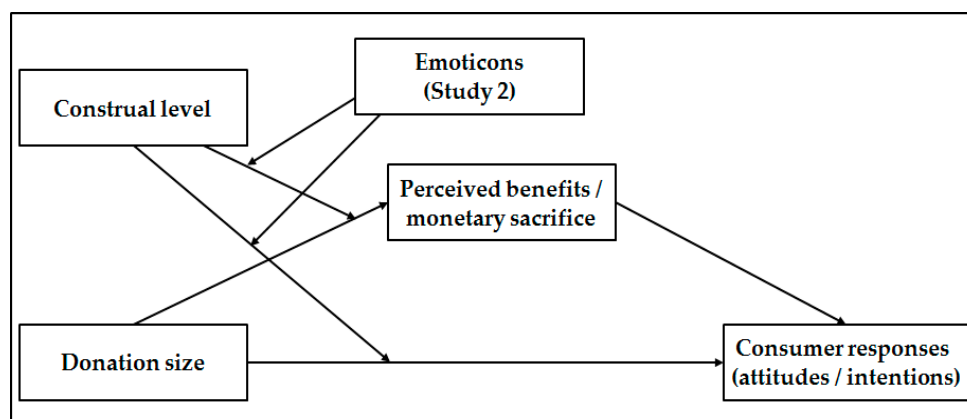 Emoticons
(Study 2)
Construal level
Perceived benefits /
monetary sacrifice
Donation size
Consumer responses
(attitudes / intentions)